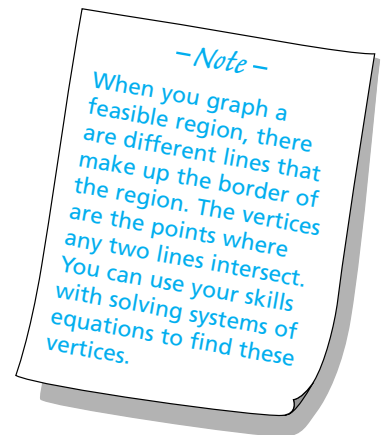 – Note –
When you graph a
feasible region, there
are different lines that
make up the border of
the region. The vertices
are the points where
any two lines intersect.
You can use your skills
with solving systems of
equations to find these
vertices.